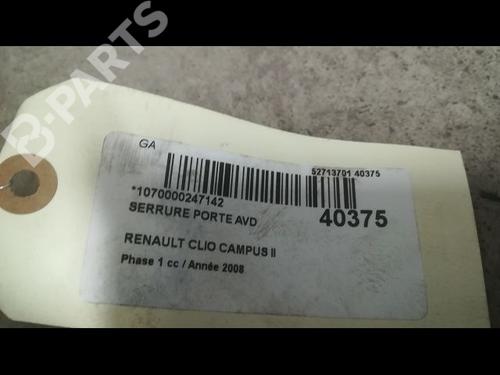 B-PARTS
GA
52713701 40375
*1070000247142
SERRURE PORTE AVD
40375
RENAULT CLIO CAMPUS II
Phase 1 cc / Année 2008